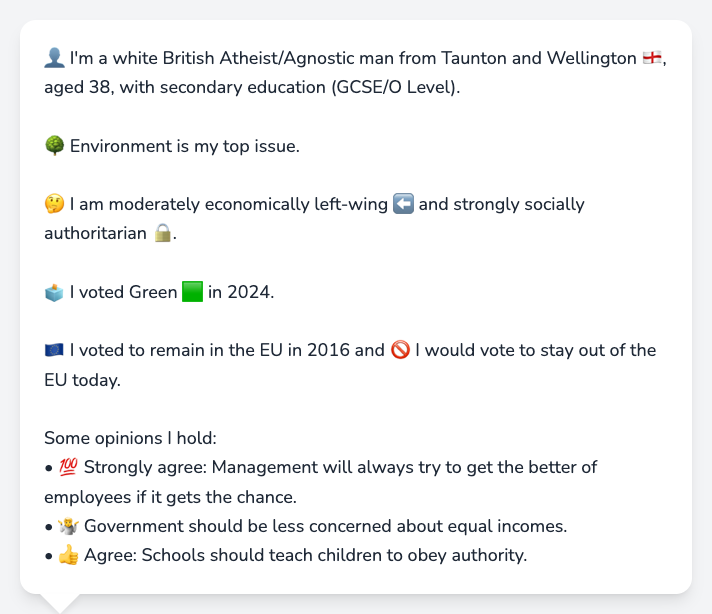 👤 I'm a white British Atheist/Agnostic man from Taunton and Wellington 🏴󠁧󠁢󠁥󠁮󠁧󠁿,
aged 38, with secondary education (GCSE/O Level).
🌳 Environment is my top issue.
🤔 I am moderately economically left-wing ⬅️ and strongly socially
authoritarian 🔒.
🗳️ I voted Green 🟩 in 2024.
🇪🇺 I voted to remain in the EU in 2016 and 🚫 I would vote to stay out of the
EU today.
Some opinions I hold:
• 💯 Strongly agree: Management will always try to get the better of
employees if it gets the chance.
• 🤷 Government should be less concerned about equal incomes.
• 👍 Agree: Schools should teach children to obey authority.